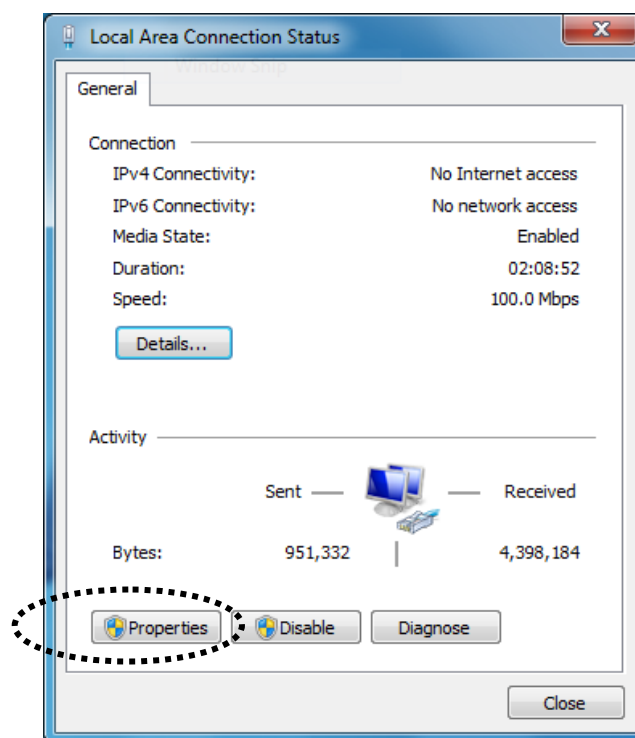 Local Area Connection Status
Window Snip
General
Connection
IPv4 Connectivity: No Internet access
IPv6 Connectivity: No network access
Media State: Enabled
Duration: 02:08:52
Speed: 100.0 Mbps
Details...
Activity
Sent Received
Bytes: 951,332 4,398,184
Properties Disable Diagnose
Close